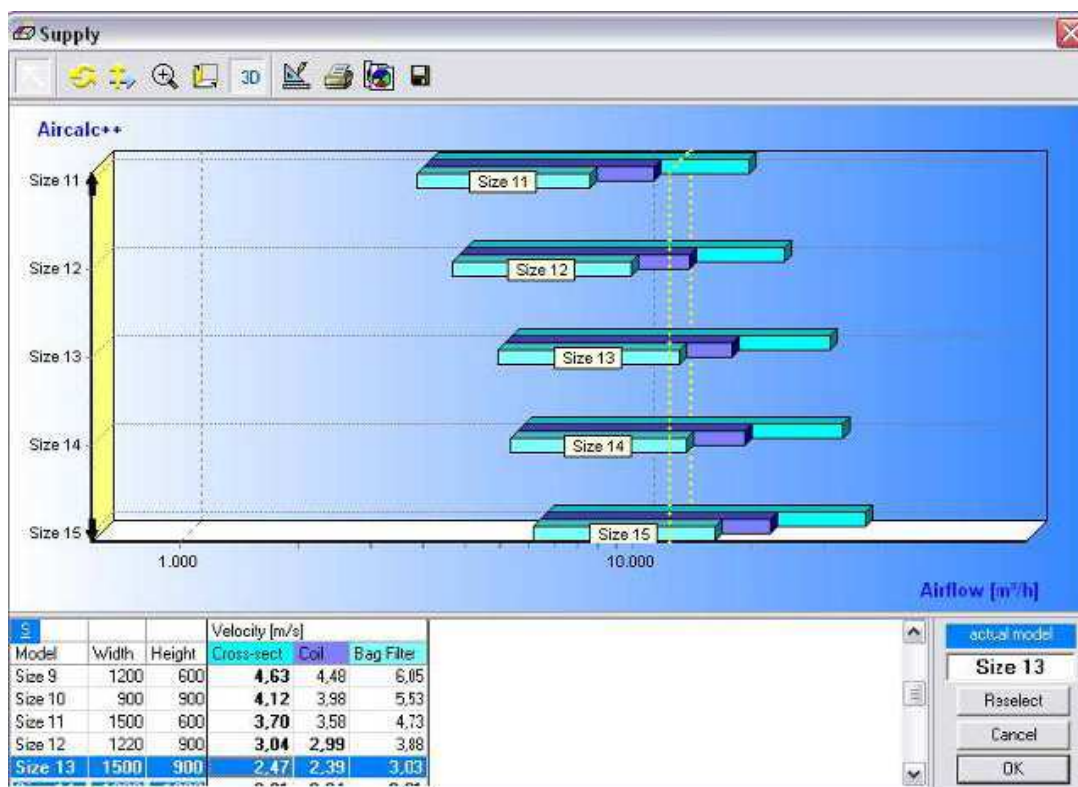 Supply
3D
Aircalc++
Size 11
Size 11
Size 12
Size 12
Size 13
Size 13
Size 14
Size 14
Size 15
Size 15
1.000 10.000
Airflow [m³/h]
S Velocity [m/s]
Model Width Height Cross-sect Coil Bag Filter
Size 9 1200 600 4,63 4,48 6,05
Size 10 900 900 4,12 3,98 5,53
Size 11 1500 600 3,70 3,58 4,73
Size 12 1220 900 3,04 2,99 3,88
Size 13 1500 900 2,47 2,39 3,03
actual model
Size 13
Reselect
Cancel
OK